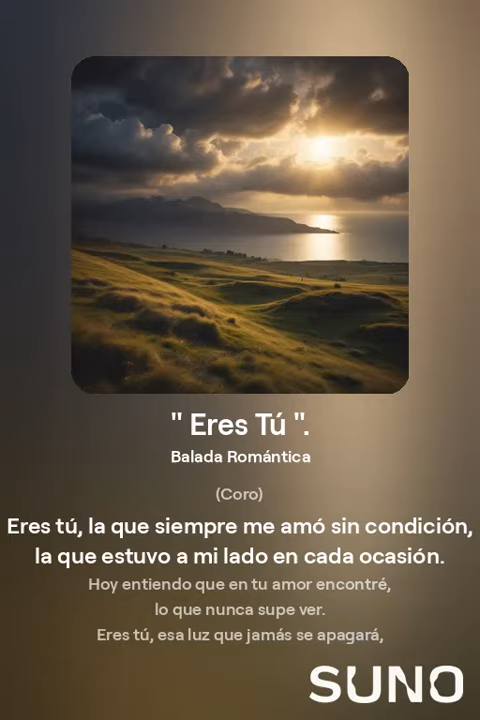 " Eres Tú ".
Balada Romántica
(Coro)
Eres tú, la que siempre me amó sin condición,
la que estuvo a mi lado en cada ocasión.
Hoy entiendo que en tu amor encontré,
lo que nunca supe ver.
Eres tú, esa luz que jamás se apagará,
SUNO